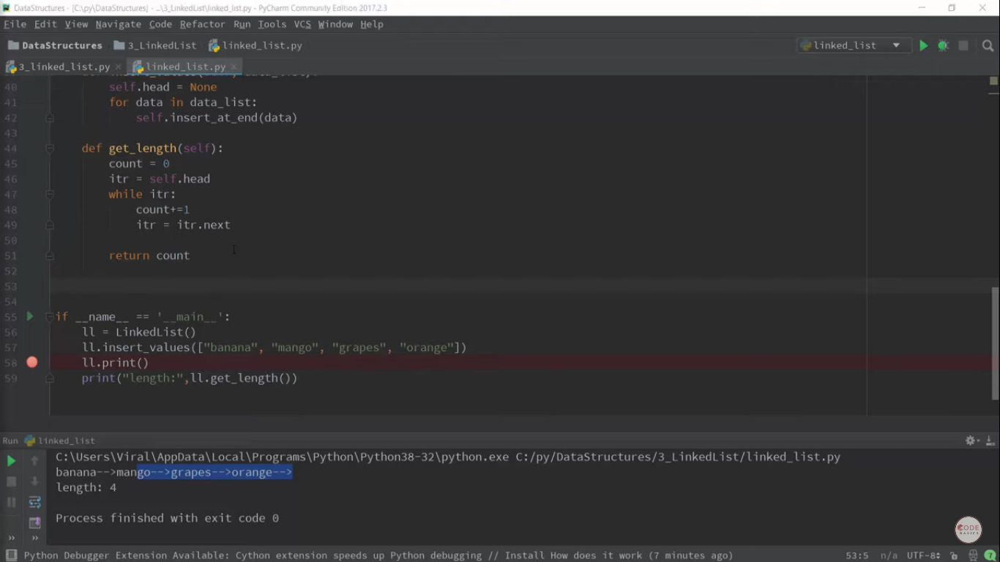 DataStructures - [C:\py\DataStructures] - ...\3_LinkedList\linked_list.py - PyCharm Community Edition 2017.2.3
File Edit View Navigate Code Refactor Run Tools VCS Window Help
DataStructures 3_LinkedList linked_list.py linked_list
3_linked_list.py linked_list.py
40 self.head = None
41 for data in data_list:
42 self.insert_at_end(data)
43
44 def get_length(self):
45 count = 0
46 itr = self.head
47 while itr:
48 count+=1
49 itr = itr.next
50
51 return count
52
53
54
55 if __name__ == '__main__':
56 ll = LinkedList()
57 ll.insert_values(["banana", "mango", "grapes", "orange"])
58 ll.print()
59 print("length:",ll.get_length())
Run linked_list
C:\Users\Viral\AppData\Local\Programs\Python\Python38-32\python.exe C:/py/DataStructures/3_LinkedList/linked_list.py
banana-->mango-->grapes-->orange-->
length: 4
Process finished with exit code 0
CODE
BASICS
Python Debugger Extension Available: Cython extension speeds up Python debugging // Install How does it work (7 minutes ago) 53:5 n/a UTF-8